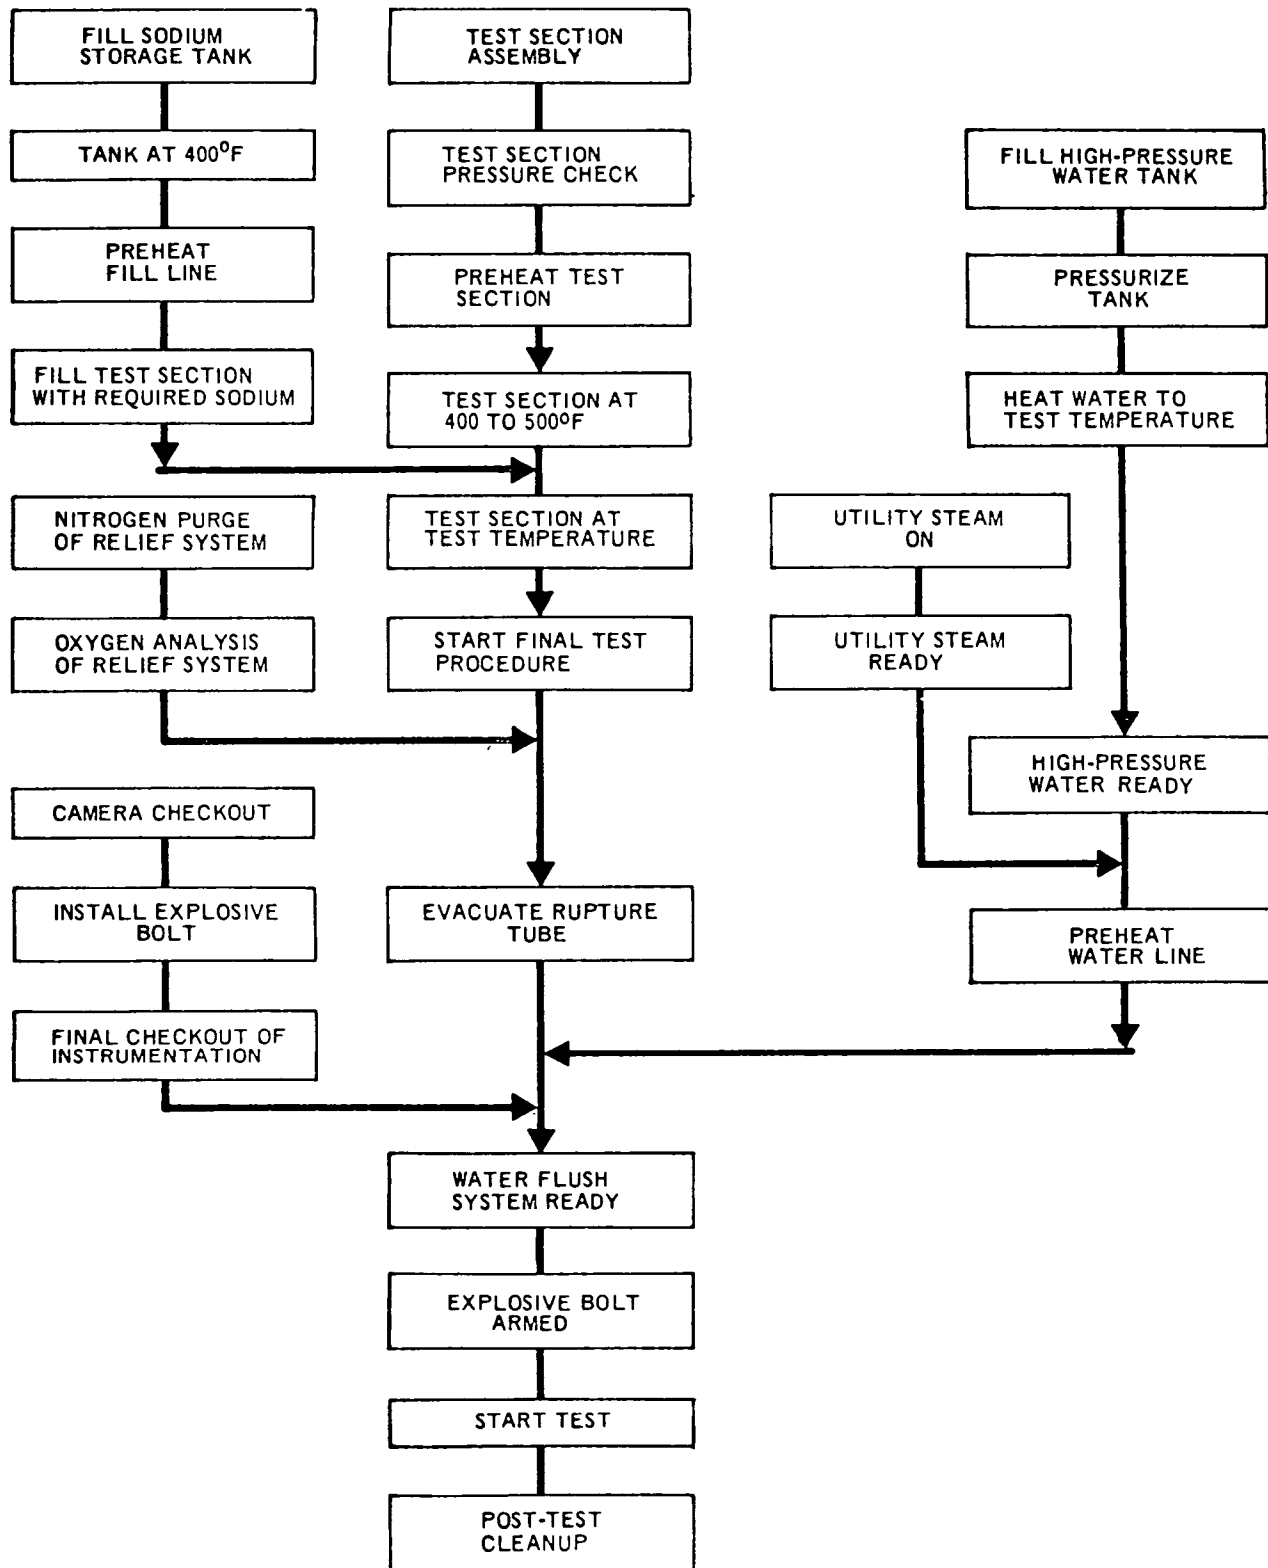 FILL SODIUM
STORAGE TANK
TANK AT 400°F
PREHEAT
FILL LINE
FILL TEST SECTION
WITH REQUIRED SODIUM
NITROGEN PURGE
OF RELIEF SYSTEM
OXYGEN ANALYSIS
OF RELIEF SYSTEM
CAMERA CHECKOUT
INSTALL EXPLOSIVE
BOLT
FINAL CHECKOUT OF
INSTRUMENTATION
TEST SECTION
ASSEMBLY
TEST SECTION
PRESSURE CHECK
PREHEAT TEST
SECTION
TEST SECTION AT
400 TO 500°F
TEST SECTION AT
TEST TEMPERATURE
START FINAL TEST
PROCEDURE
EVACUATE RUPTURE
TUBE
WATER FLUSH
SYSTEM READY
EXPLOSIVE BOLT
ARMED
START TEST
POST-TEST
CLEANUP
UTILITY STEAM
ON
UTILITY STEAM
READY
FILL HIGH-PRESSURE
WATER TANK
PRESSURIZE
TANK
HEAT WATER TO
TEST TEMPERATURE
HIGH-PRESSURE
WATER READY
PREHEAT
WATER LINE